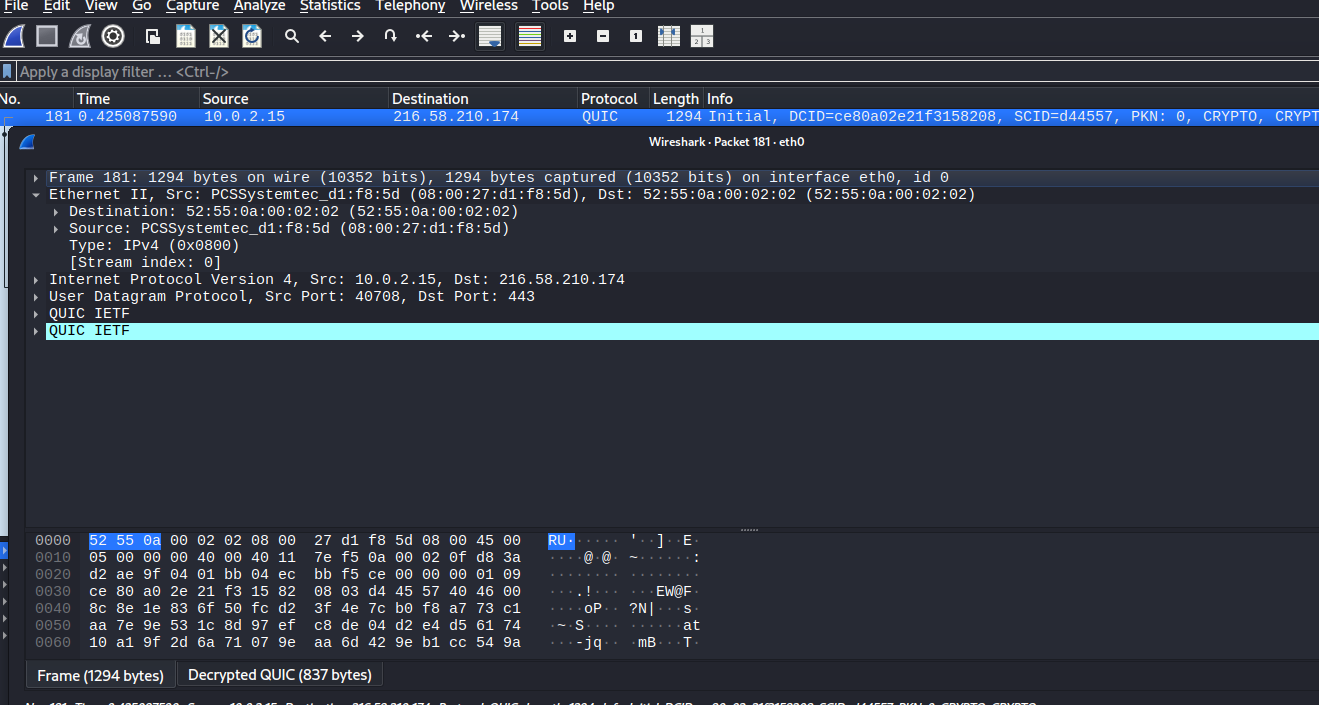 File Edit View Go Capture Analyze Statistics Telephony Wireless Tools Help
Apply a display filter … <Ctrl-/>
No. Time Source Destination Protocol Length Info
181 0.425087590 10.0.2.15 216.58.210.174 QUIC 1294 Initial, DCID=ce80a02e21f3158208, SCID=d44557, PKN: 0, CRYPTO, CRYPT
Wireshark · Packet 181 · eth0
Frame 181: 1294 bytes on wire (10352 bits), 1294 bytes captured (10352 bits) on interface eth0, id 0
Ethernet II, Src: PCSSystemtec_d1:f8:5d (08:00:27:d1:f8:5d), Dst: 52:55:0a:00:02:02 (52:55:0a:00:02:02)
Destination: 52:55:0a:00:02:02 (52:55:0a:00:02:02)
Source: PCSSystemtec_d1:f8:5d (08:00:27:d1:f8:5d)
Type: IPv4 (0x0800)
[Stream index: 0]
Internet Protocol Version 4, Src: 10.0.2.15, Dst: 216.58.210.174
User Datagram Protocol, Src Port: 40708, Dst Port: 443
QUIC IETF
QUIC IETF
0000 52 55 0a 00 02 02 08 00 27 d1 f8 5d 08 00 45 00 RU······ '··]··E·
0010 05 00 00 00 40 00 40 11 7e f5 0a 00 02 0f d8 3a ····@·@· ~······:
0020 d2 ae 9f 04 01 bb 04 ec bb f5 ce 00 00 00 01 09 ········ ········
0030 ce 80 a0 2e 21 f3 15 82 08 03 d4 45 57 40 46 00 ···.!··· ···EW@F·
0040 8c 8e 1e 83 6f 50 fc d2 3f 4e 7c b0 f8 a7 73 c1 ····oP·· ?N|···s·
0050 aa 7e 9e 53 1c 8d 97 ef c8 de 04 d2 e4 d5 61 74 ·~·S···· ······at
0060 10 a1 9f 2d 6a 71 07 9e aa 6d 42 9e b1 cc 54 9a ···-jq·· ·mB···T·
Frame (1294 bytes) Decrypted QUIC (837 bytes)